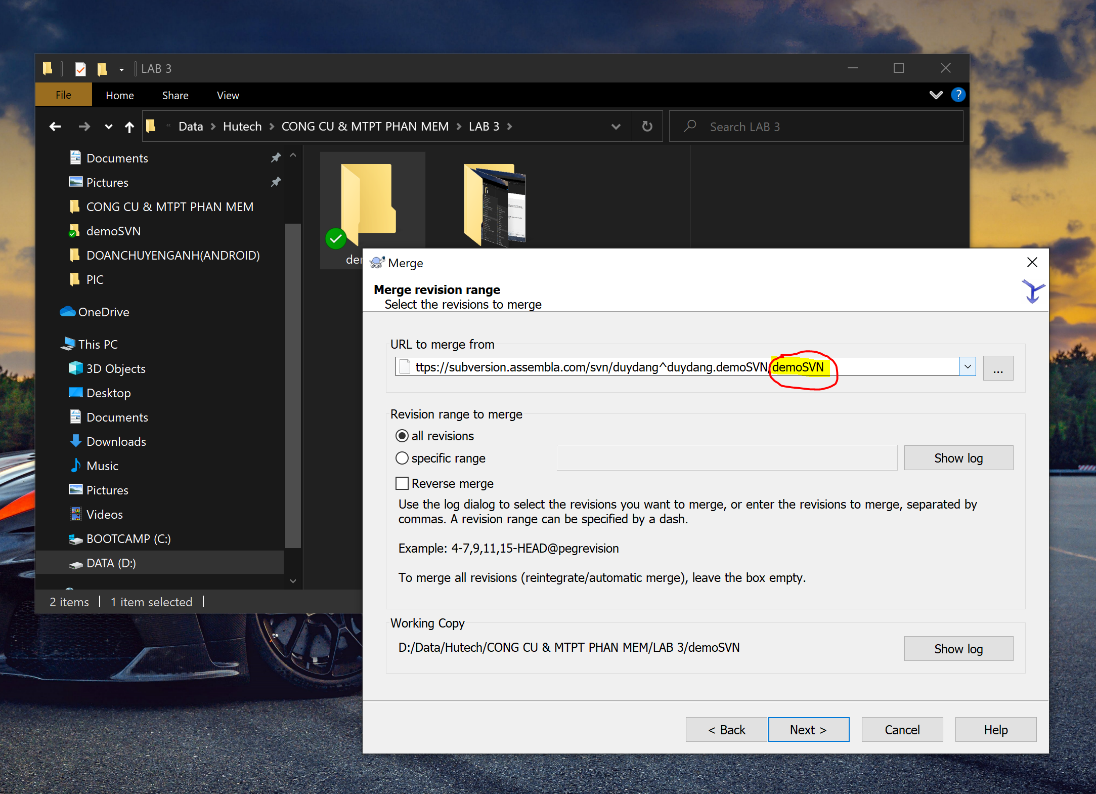 LAB 3
File Home Share View
Data > Hutech > CONG CU & MTPT PHAN MEM > LAB 3 >
Search LAB 3
Documents
Pictures
CONG CU & MTPT PHAN MEM
demoSVN
DOANCHUYENGANH(ANDROID)
PIC
OneDrive
This PC
3D Objects
Desktop
Documents
Downloads
Music
Pictures
Videos
BOOTCAMP (C:)
DATA (D:)
2 items | 1 item selected |
Merge
Merge revision range
Select the revisions to merge
URL to merge from
ttps://subversion.assembla.com/svn/duydang^duydang.demoSVN/demoSVN
...
Revision range to merge
all revisions
specific range
Show log
Reverse merge
Use the log dialog to select the revisions you want to merge, or enter the revisions to merge, separated by
commas. A revision range can be specified by a dash.
Example: 4-7,9,11,15-HEAD@pegrevision
To merge all revisions (reintegrate/automatic merge), leave the box empty.
Working Copy
D:/Data/Hutech/CONG CU & MTPT PHAN MEM/LAB 3/demoSVN
Show log
< Back Next > Cancel Help